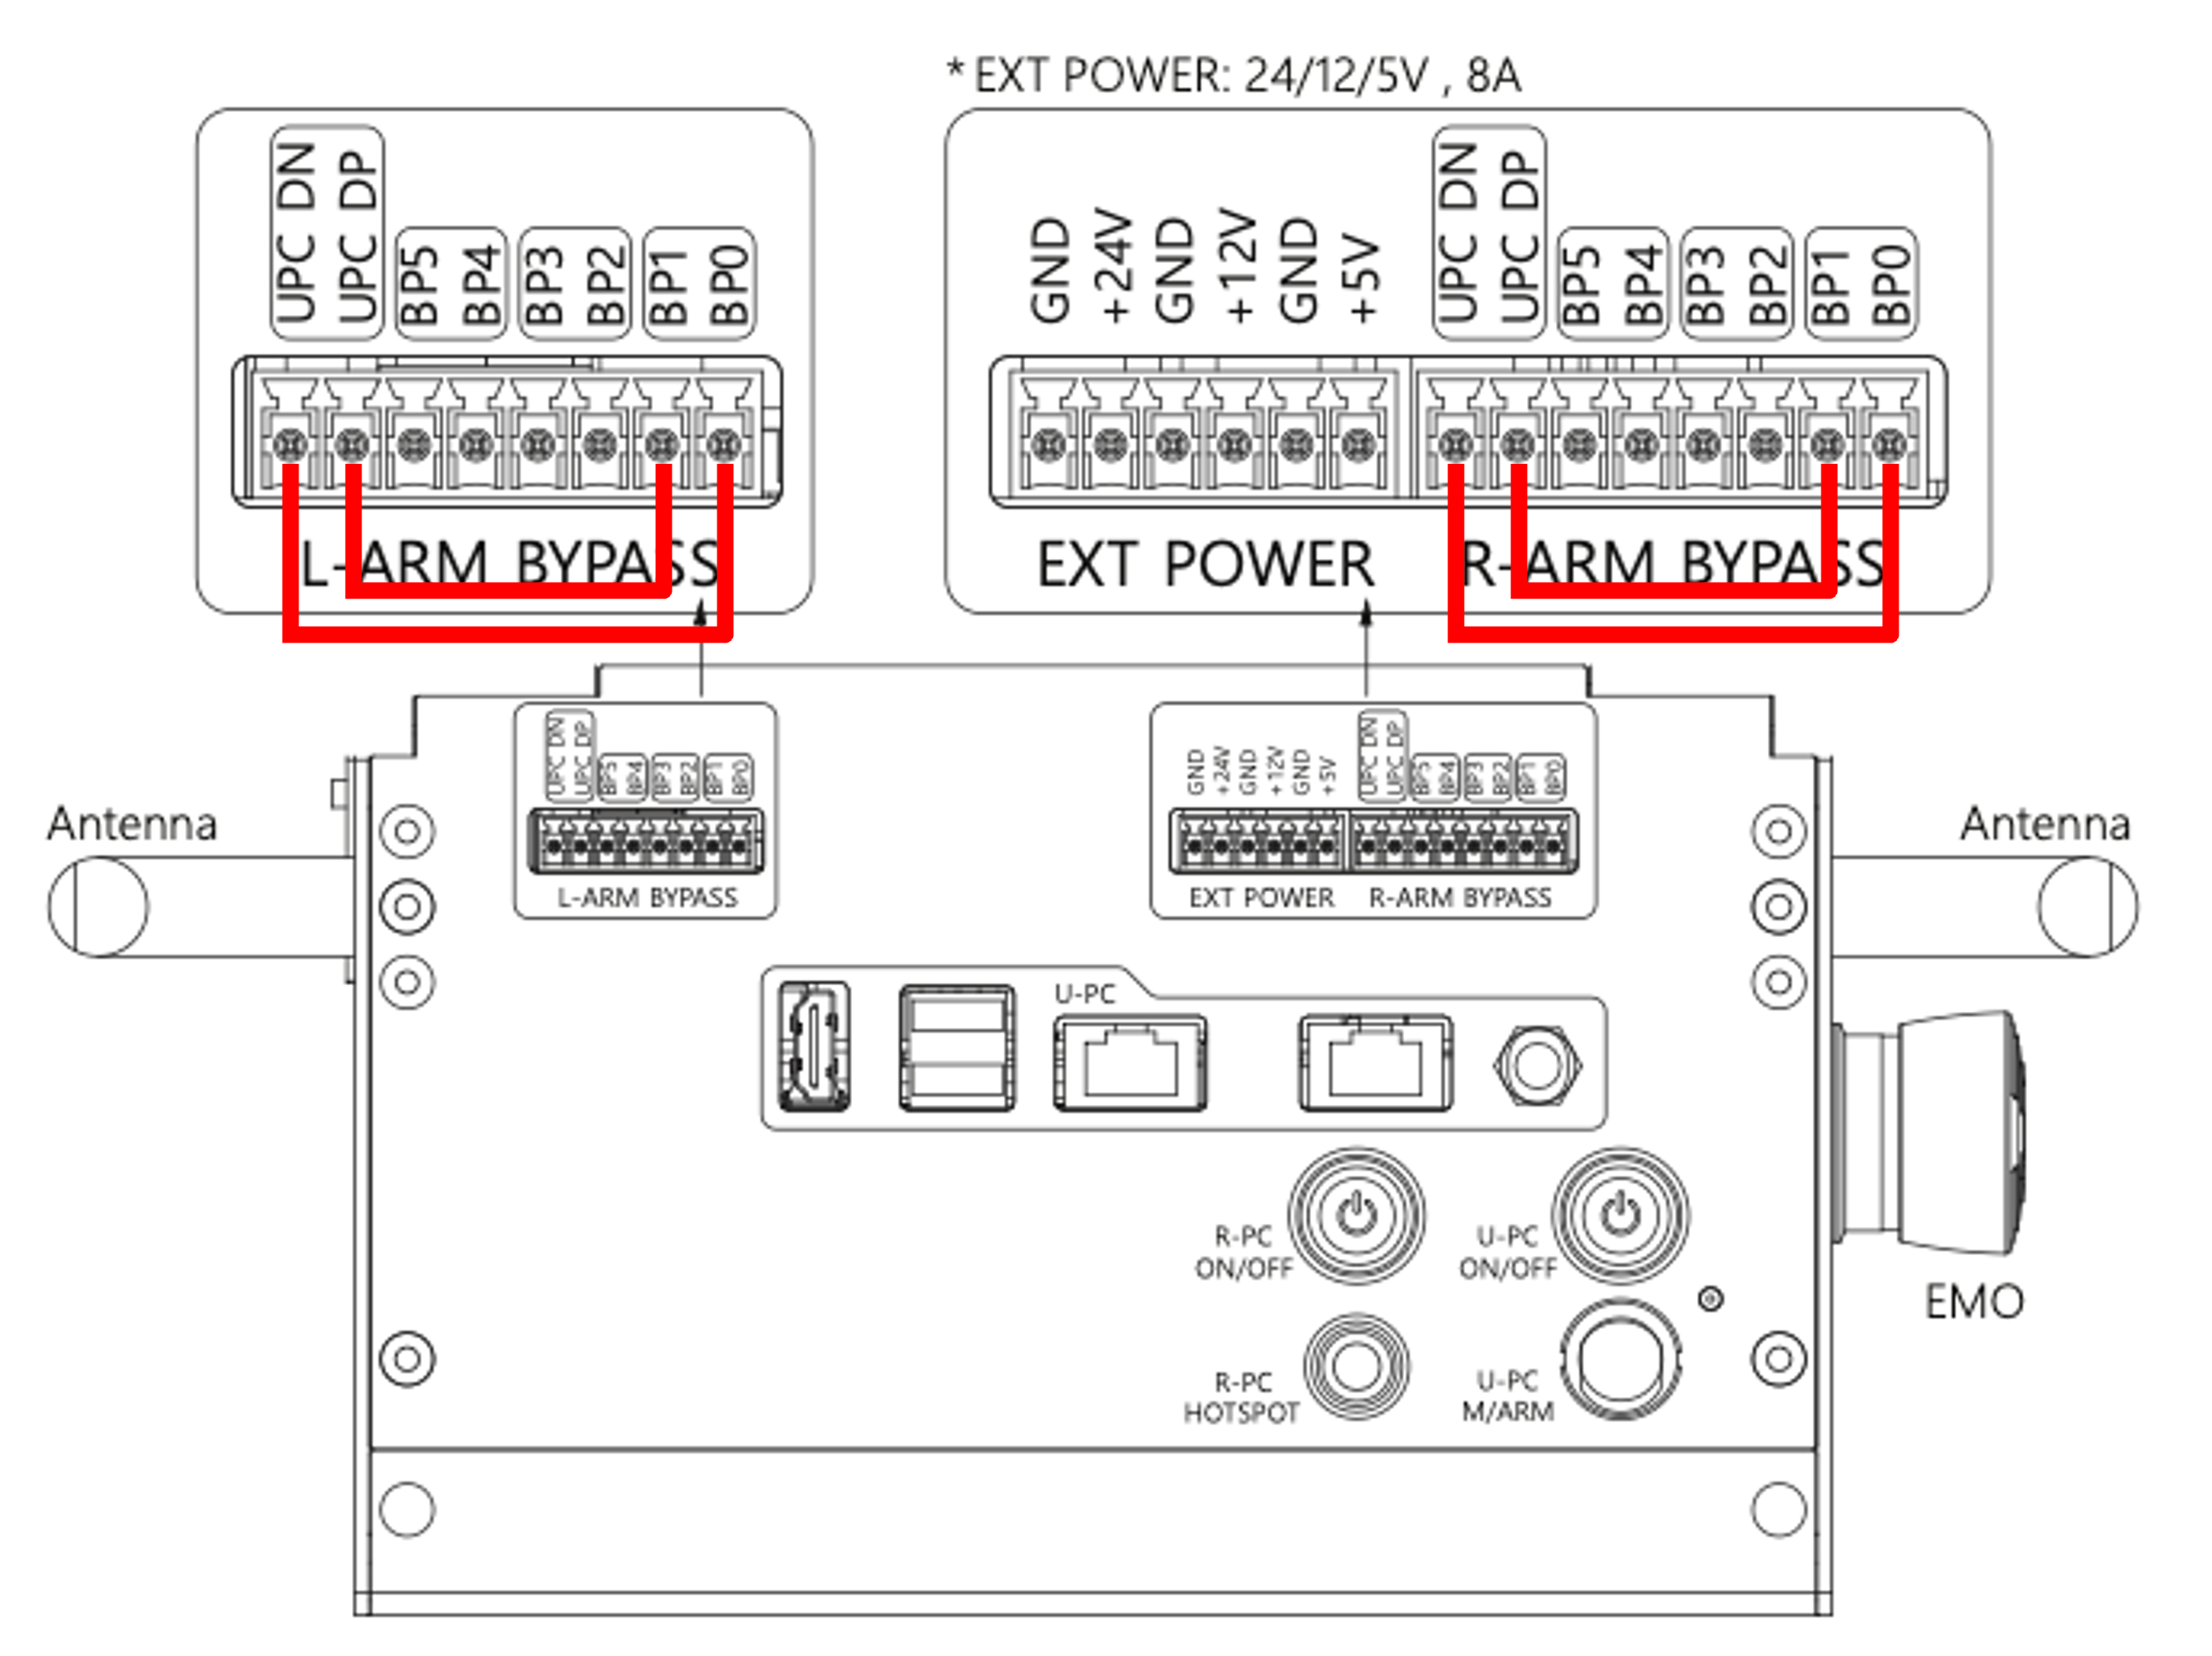 * EXT POWER: 24/12/5V , 8A
UPC DN
UPC DP
BP5
BP4
BP3
BP2
BP1
BP0
L-ARM BYPASS
GND
+24V
GND
+12V
GND
+5V
UPC DN
UPC DP
BP5
BP4
BP3
BP2
BP1
BP0
EXT POWER
R-ARM BYPASS
UPC DN
UPC DP
BP5
BP4
BP3
BP2
BP1
BP0
L-ARM BYPASS
GND
+24V
GND
+12V
GND
+5V
UPC DN
UPC DP
BP5
BP4
BP3
BP2
BP1
BP0
EXT POWER
R-ARM BYPASS
Antenna
Antenna
U-PC
R-PC
ON/OFF
U-PC
ON/OFF
EMO
R-PC
HOTSPOT
U-PC
M/ARM